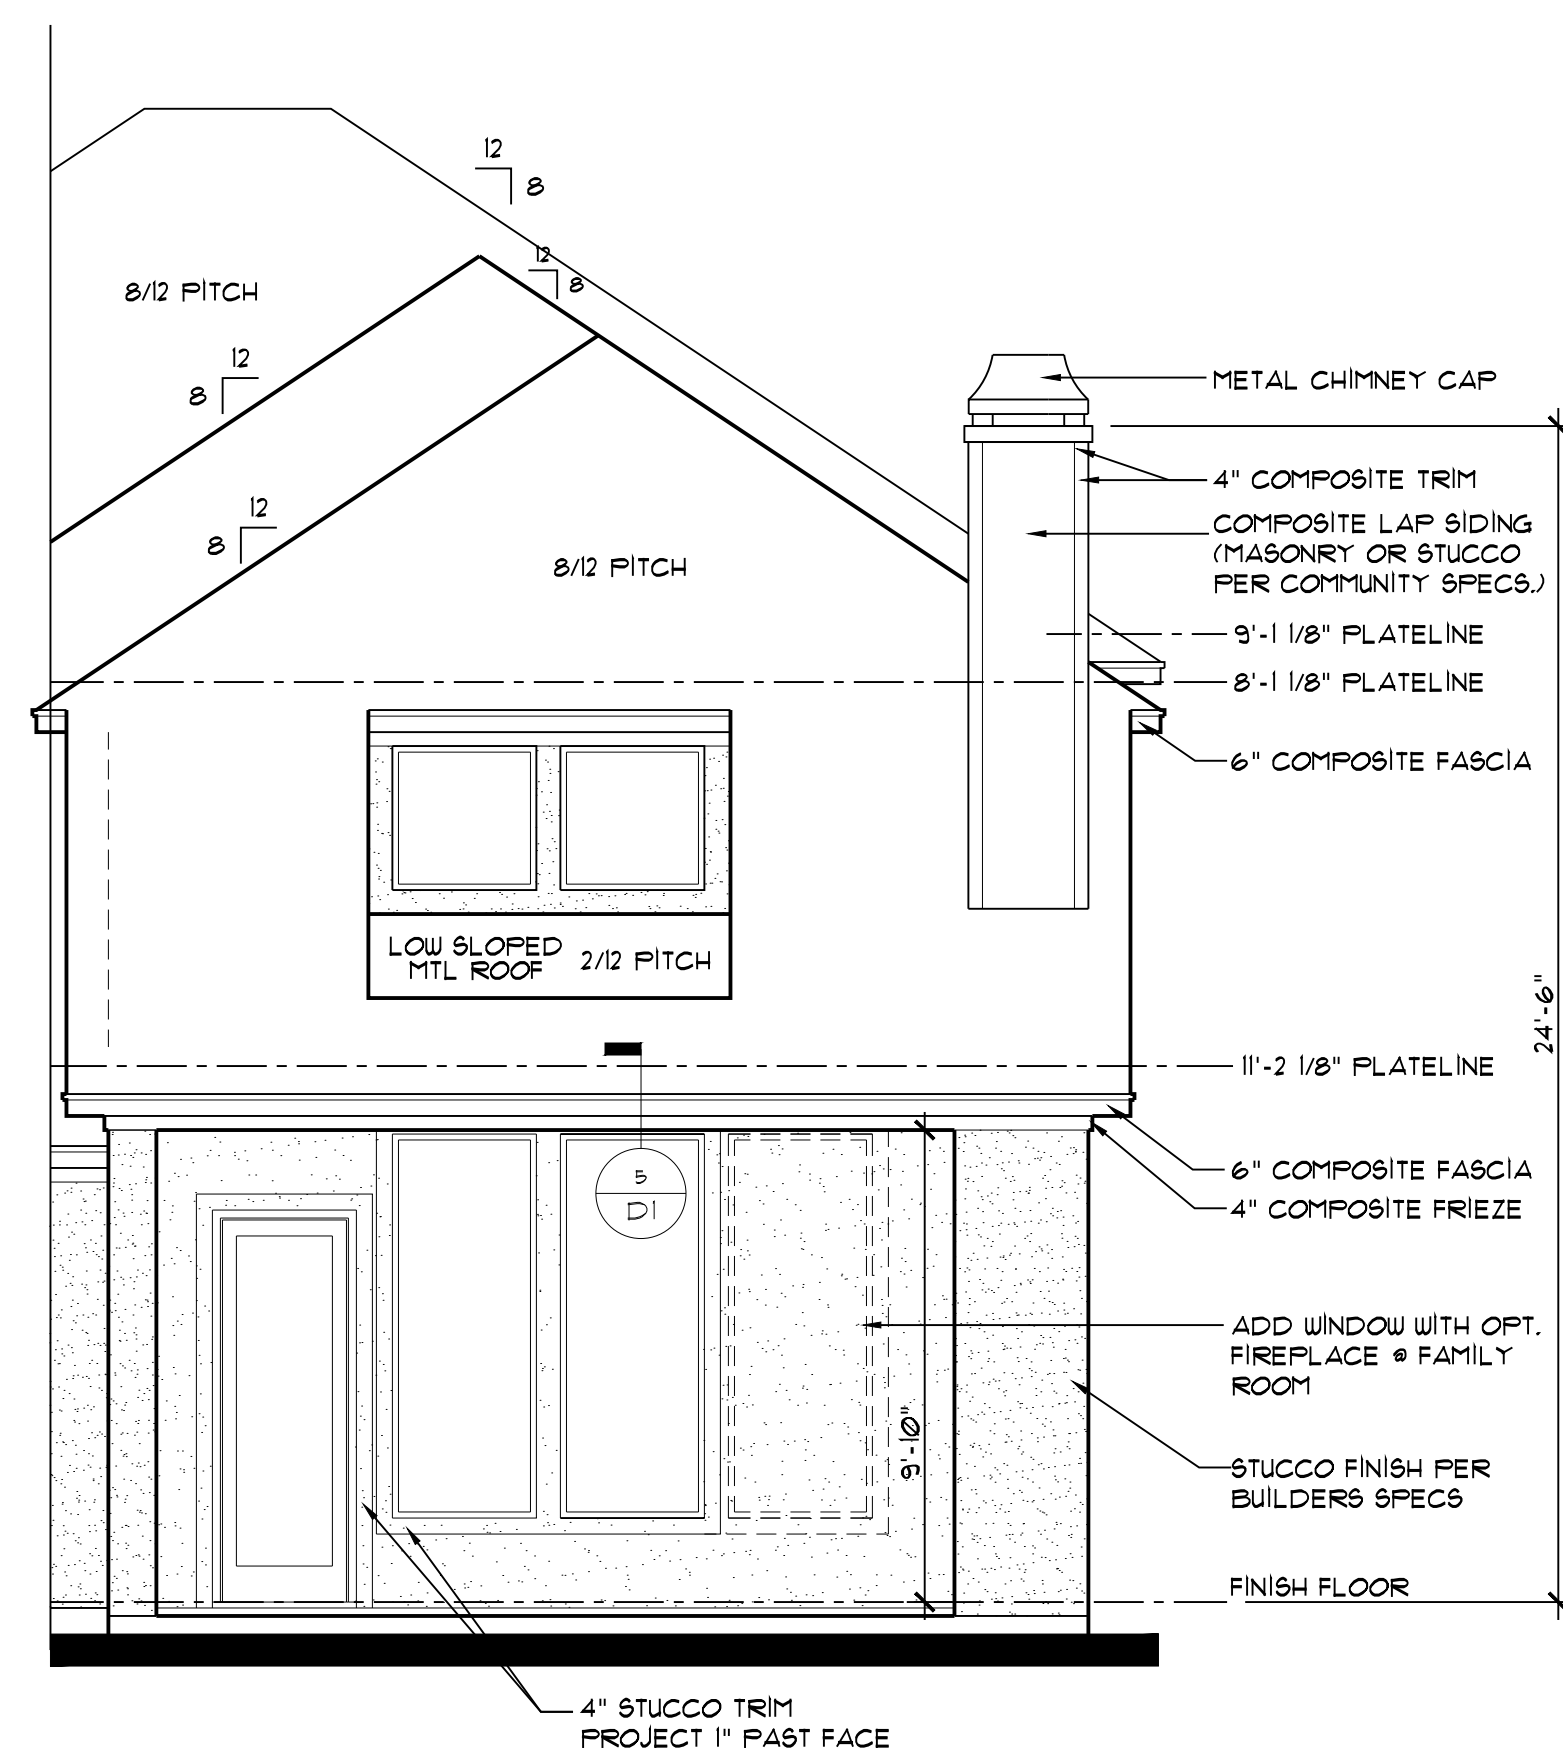 12
8
12
8
8/12 PITCH
12
8
METAL CHIMNEY CAP
4" COMPOSITE TRIM
COMPOSITE LAP SIDING
(MASONRY OR STUCCO
PER COMMUNITY SPECS.)
12
8
8/12 PITCH
9'-1 1/8" PLATELINE
8'-1 1/8" PLATELINE
6" COMPOSITE FASCIA
LOW SLOPED
MTL ROOF
2/12 PITCH
24'-6"
11'-2 1/8" PLATELINE
6" COMPOSITE FASCIA
4" COMPOSITE FRIEZE
5
D1
ADD WINDOW WITH OPT.
FIREPLACE @ FAMILY
ROOM
9'-10"
STUCCO FINISH PER
BUILDERS SPECS
FINISH FLOOR
4" STUCCO TRIM
PROJECT 1" PAST FACE